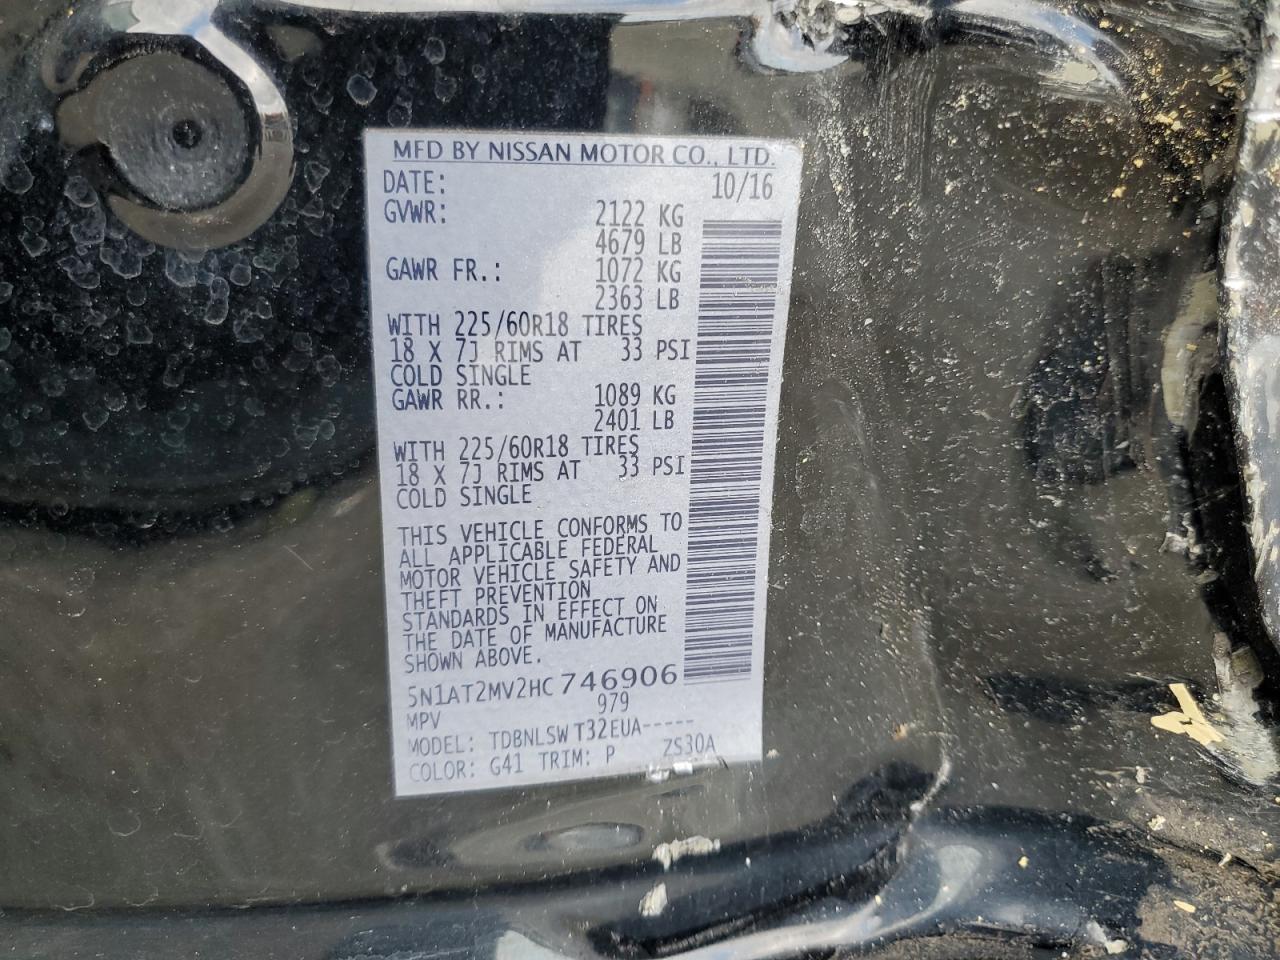 MFD BY NISSAN MOTOR CO., LTD.
DATE: 10/16
GVWR: 2122 KG
4679 LB
GAWR FR.: 1072 KG
2363 LB
WITH 225/60R18 TIRES
18 X 7J RIMS AT 33 PSI
COLD SINGLE
GAWR RR.: 1089 KG
2401 LB
WITH 225/60R18 TIRES
18 X 7J RIMS AT 33 PSI
COLD SINGLE
THIS VEHICLE CONFORMS TO
ALL APPLICABLE FEDERAL
MOTOR VEHICLE SAFETY AND
THEFT PREVENTION
STANDARDS IN EFFECT ON
THE DATE OF MANUFACTURE
SHOWN ABOVE.
5N1AT2MV2HC746906
MPV 979
MODEL: TDBNLSW T32EUA-----
COLOR: G41 TRIM: P ZS30A